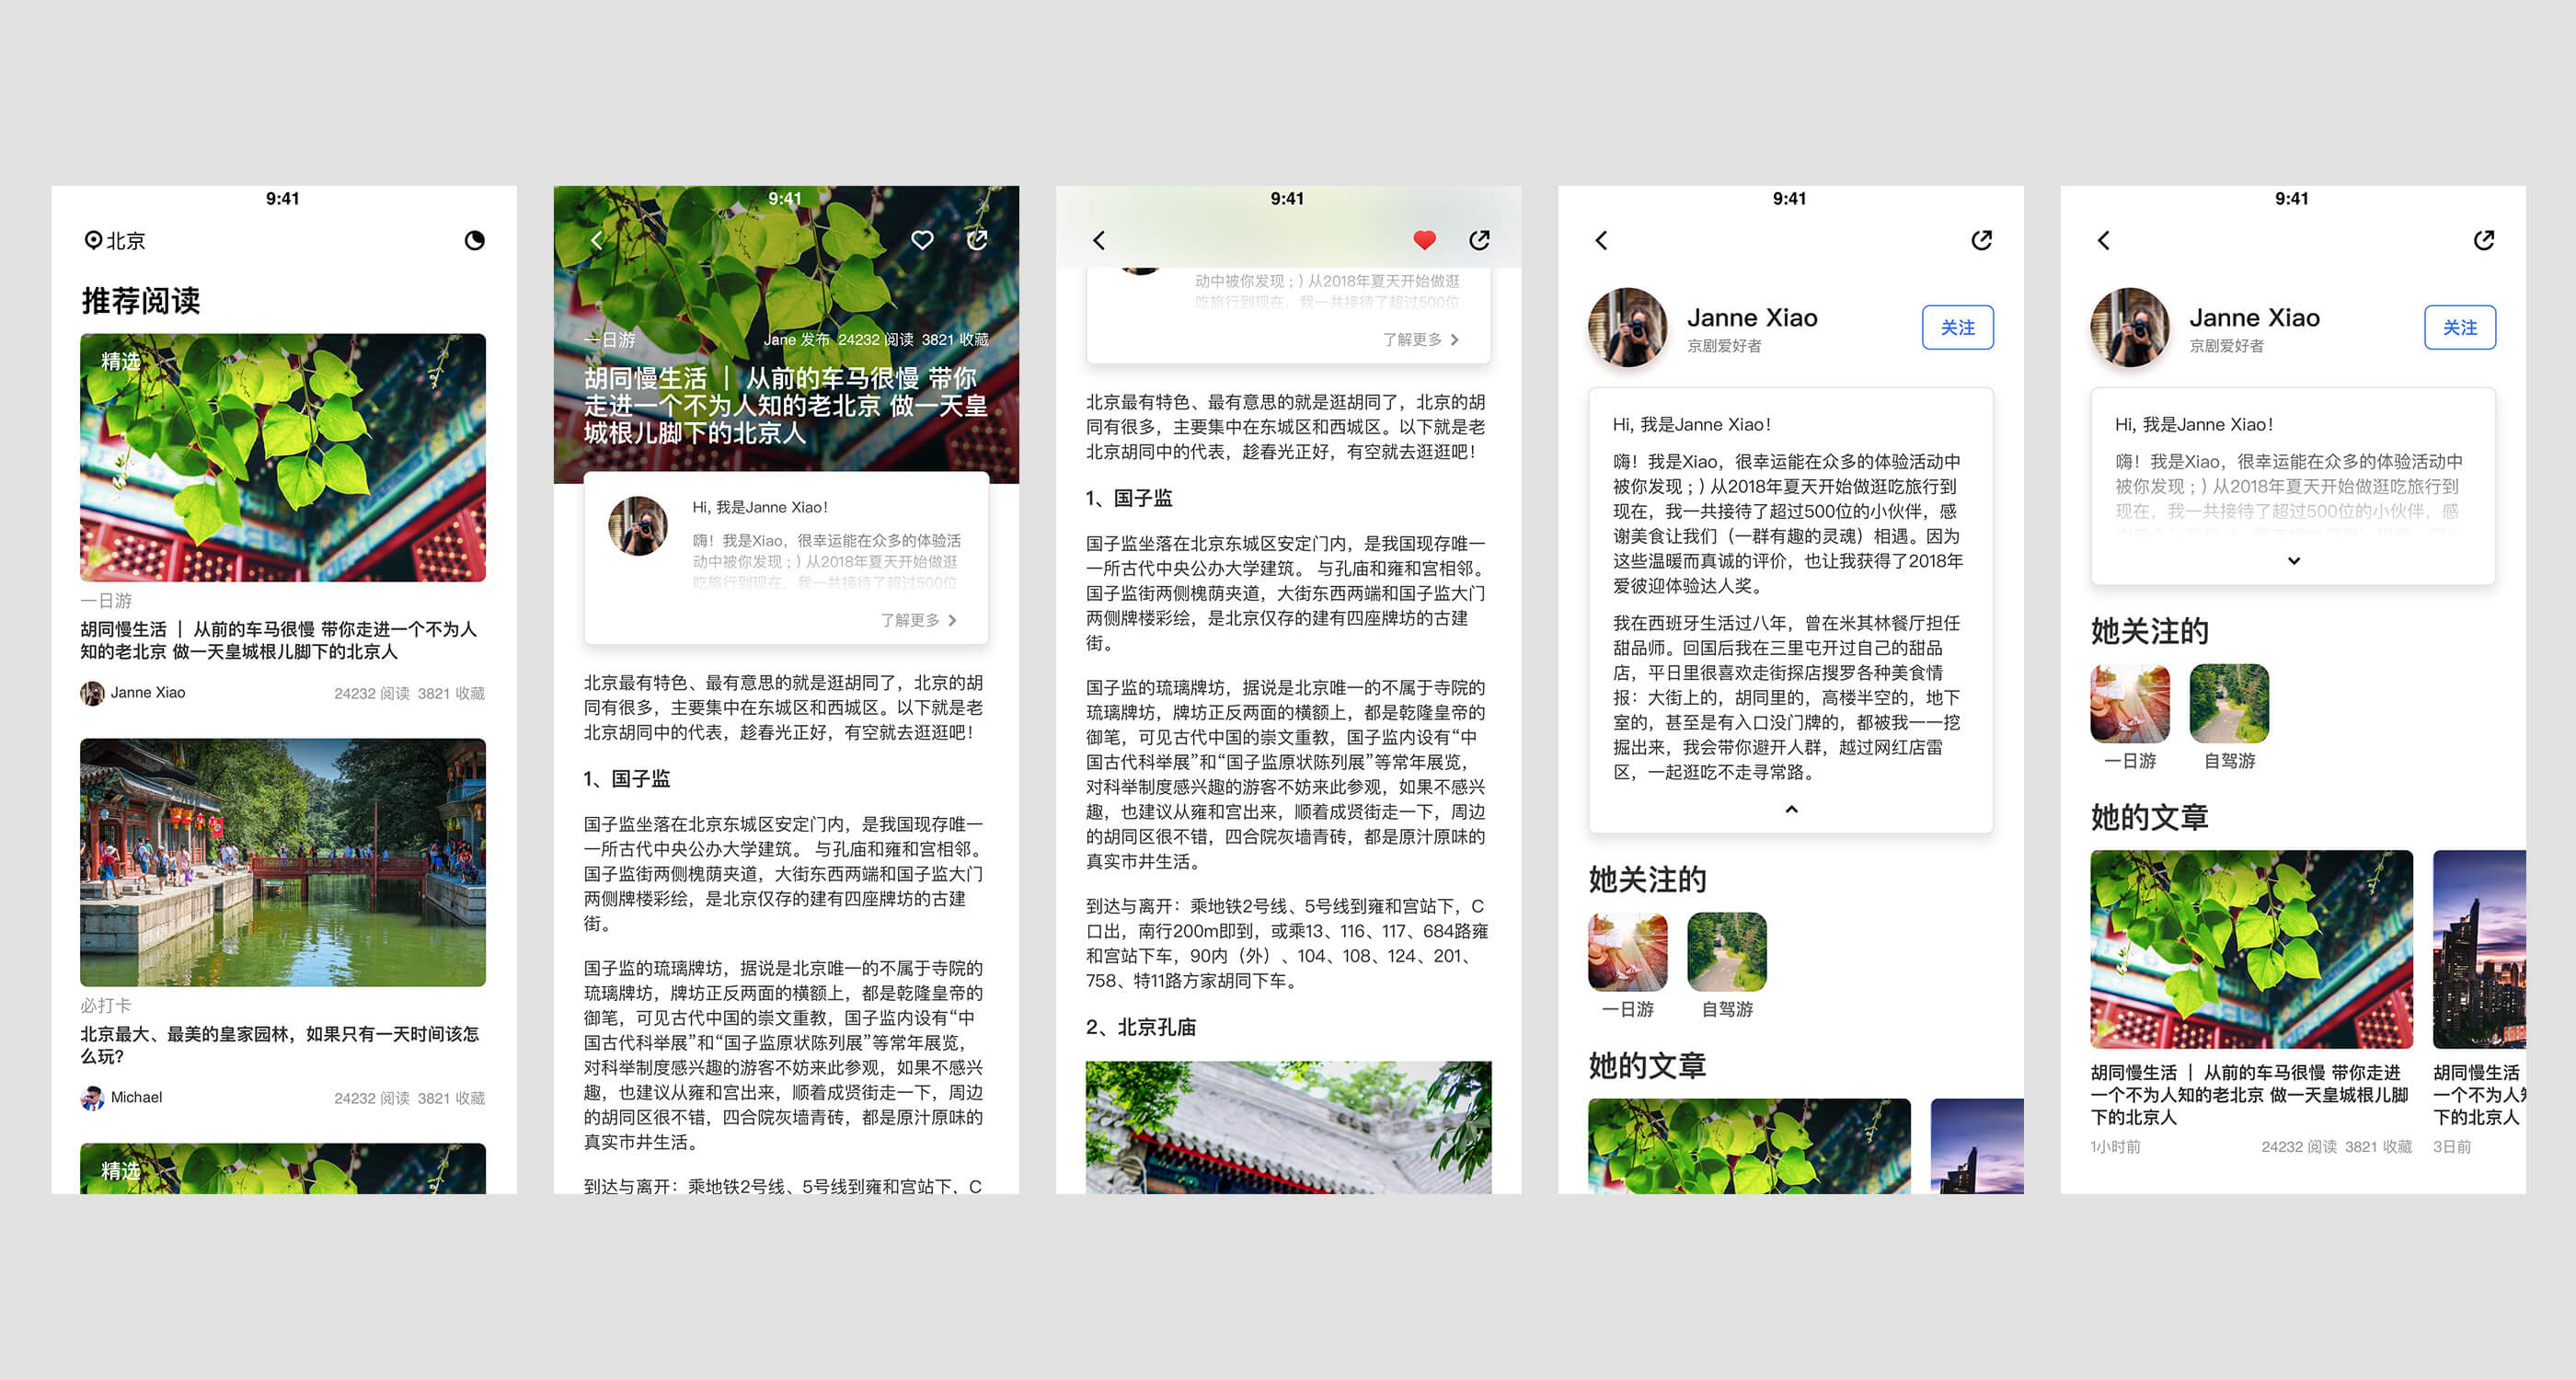 9:41
北京
推荐阅读
精选
一日游
胡同慢生活 | 从前的车马很慢 带你走进一个不为人
知的老北京 做一天皇城根儿脚下的北京人
Janne Xiao 24232 阅读 3821 收藏
必打卡
北京最大、最美的皇家园林，如果只有一天时间该怎
么玩？
Michael 24232 阅读 3821 收藏
精选
9:41
一日游 Jane 发布 24232 阅读 3821 收藏
胡同慢生活 | 从前的车马很慢 带你
走进一个不为人知的老北京 做一天皇
城根儿脚下的北京人
Hi, 我是Janne Xiao！
嗨！我是Xiao，很幸运能在众多的体验活
动中被你发现；) 从2018年夏天开始做逛
吃旅行到现在，我一共接待了超过500位
了解更多
北京最有特色、最有意思的就是逛胡同了，北京的胡
同有很多，主要集中在东城区和西城区。以下就是老
北京胡同中的代表，趁春光正好，有空就去逛逛吧！
1、国子监
国子监坐落在北京东城区安定门内，是我国现存唯一
一所古代中央公办大学建筑。 与孔庙和雍和宫相邻。
国子监街两侧槐荫夹道，大街东西两端和国子监大门
两侧牌楼彩绘，是北京仅存的建有四座牌坊的古建
街。
国子监的琉璃牌坊，据说是北京唯一的不属于寺院的
琉璃牌坊，牌坊正反两面的横额上，都是乾隆皇帝的
御笔，可见古代中国的崇文重教，国子监内设有“中
国古代科举展”和“国子监原状陈列展”等常年展览，
对科举制度感兴趣的游客不妨来此参观，如果不感兴
趣，也建议从雍和宫出来，顺着成贤街走一下，周边
的胡同区很不错，四合院灰墙青砖，都是原汁原味的
真实市井生活。
到达与离开：乘地铁2号线、5号线到雍和宫站下，C
9:41
动中被你发现；) 从2018年夏天开始做逛
吃旅行到现在，我一共接待了超过500位
了解更多
北京最有特色、最有意思的就是逛胡同了，北京的胡
同有很多，主要集中在东城区和西城区。以下就是老
北京胡同中的代表，趁春光正好，有空就去逛逛吧！
1、国子监
国子监坐落在北京东城区安定门内，是我国现存唯一
一所古代中央公办大学建筑。 与孔庙和雍和宫相邻。
国子监街两侧槐荫夹道，大街东西两端和国子监大门
两侧牌楼彩绘，是北京仅存的建有四座牌坊的古建
街。
国子监的琉璃牌坊，据说是北京唯一的不属于寺院的
琉璃牌坊，牌坊正反两面的横额上，都是乾隆皇帝的
御笔，可见古代中国的崇文重教，国子监内设有“中
国古代科举展”和“国子监原状陈列展”等常年展览，
对科举制度感兴趣的游客不妨来此参观，如果不感兴
趣，也建议从雍和宫出来，顺着成贤街走一下，周边
的胡同区很不错，四合院灰墙青砖，都是原汁原味的
真实市井生活。
到达与离开：乘地铁2号线、5号线到雍和宫站下，C
口出，南行200m即到，或乘13、116、117、684路雍
和宫站下车，90内（外）、104、108、124、201、
758、特11路方家胡同下车。
2、北京孔庙
9:41
Janne Xiao
京剧爱好者
关注
Hi, 我是Janne Xiao！
嗨！我是Xiao，很幸运能在众多的体验活动中
被你发现；) 从2018年夏天开始做逛吃旅行到
现在，我一共接待了超过500位的小伙伴，感
谢美食让我们（一群有趣的灵魂）相遇。因为
这些温暖而真诚的评价，也让我获得了2018年
爱彼迎体验达人奖。
我在西班牙生活过八年，曾在米其林餐厅担任
甜品师。回国后我在三里屯开过自己的甜品
店，平日里很喜欢走街探店搜罗各种美食情
报：大街上的，胡同里的，高楼半空的，地下
室的，甚至是有入口没门牌的，都被我一一挖
掘出来，我会带你避开人群，越过网红店雷
区，一起逛吃不走寻常路。
她关注的
一日游 自驾游
她的文章
9:41
Janne Xiao
京剧爱好者
关注
Hi, 我是Janne Xiao！
嗨！我是Xiao，很幸运能在众多的体验活动中
被你发现；) 从2018年夏天开始做逛吃旅行到
现在，我一共接待了超过500位的小伙伴，感
她关注的
一日游 自驾游
她的文章
胡同慢生活 | 从前的车马很慢 带你走进
一个不为人知的老北京 做一天皇城根儿脚
下的北京人
1小时前 24232 阅读 3821 收藏
胡同慢生活
一个不为人
下的北京人
3日前